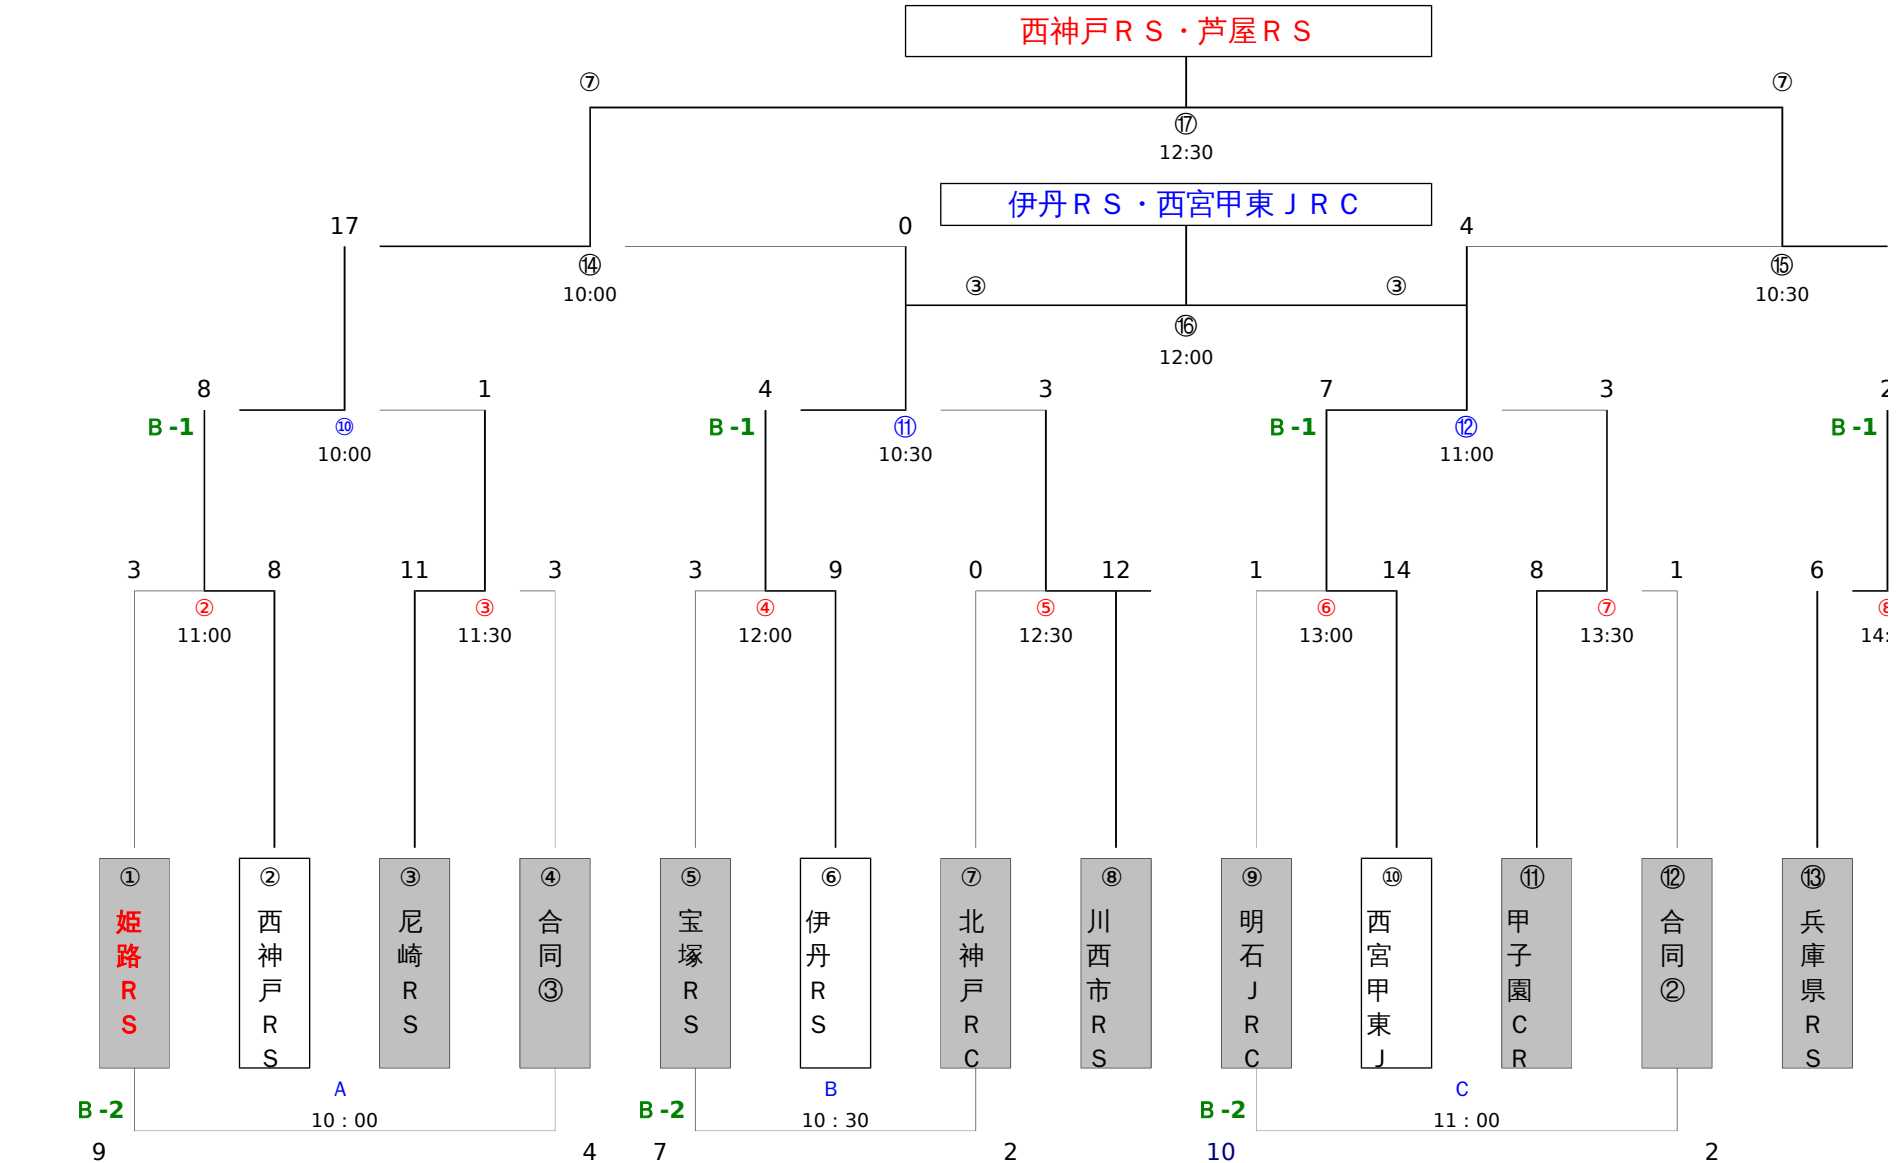 西神戸ＲＳ・芦屋ＲＳ
⑦ ⑦
⑰
12:30
伊丹ＲＳ・西宮甲東ＪＲＣ
17 0 4
⑭ ⑮
10:00 10:30
③ ③
⑯
12:00
8 1 4 3 7 3 2
Ｂ-1 ⑩ Ｂ-1 ⑪ Ｂ-1 ⑫ Ｂ-1
10:00 10:30 11:00
3 8 11 3 3 9 0 12 1 14 8 1 6
② ③ ④ ⑤ ⑥ ⑦ ⑧
11:00 11:30 12:00 12:30 13:00 13:30 14:
① 姫路ＲＳ
② 西神戸ＲＳ
③ 尼崎ＲＳ
④ 合同③
⑤ 宝塚ＲＳ
⑥ 伊丹ＲＳ
⑦ 北神戸ＲＣ
⑧ 川西市ＲＳ
⑨ 明石ＪＲＣ
⑩ 西宮甲東Ｊ
⑪ 甲子園ＣＲ
⑫ 合同②
⑬ 兵庫県ＲＳ
Ａ Ｂ Ｃ
Ｂ-2 10：00 Ｂ-2 10：30 Ｂ-2 11：00
9 4 7 2 10 2